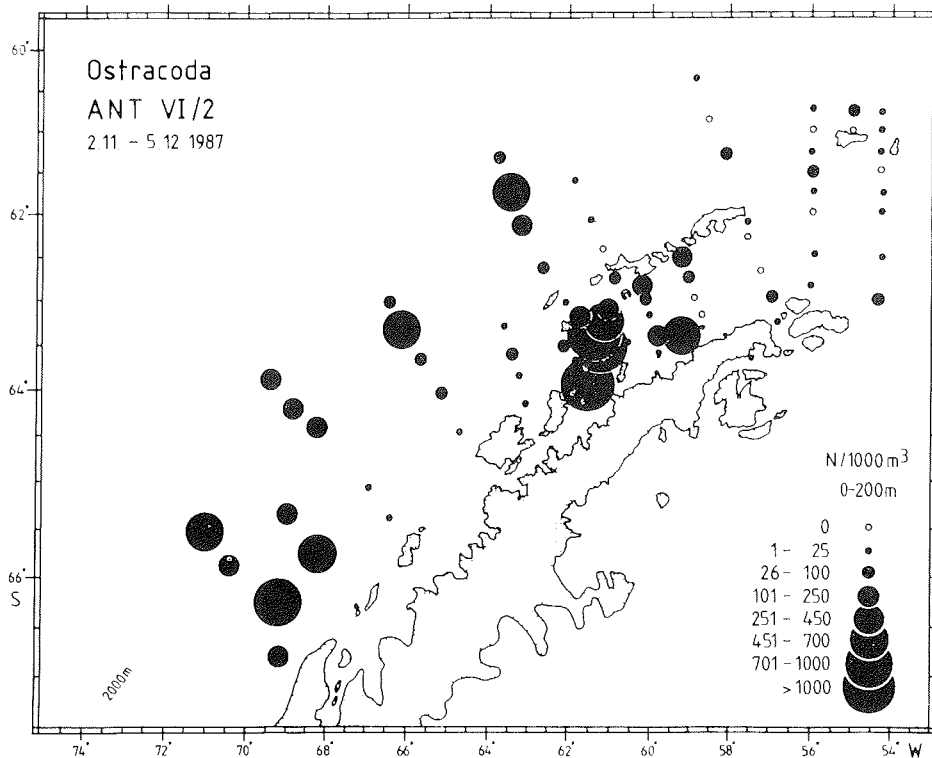 Ostracoda
ANT VI/2
2.11. – 5.12 1987
60°
62°
64°
66°
S
2000m
N/1000m³
0-200m
0
1 – 25
26 – 100
101 – 250
251 – 450
451 – 700
701 – 1000
> 1000
74° 72° 70° 68° 66° 64° 62° 60° 58° 56° 54° W